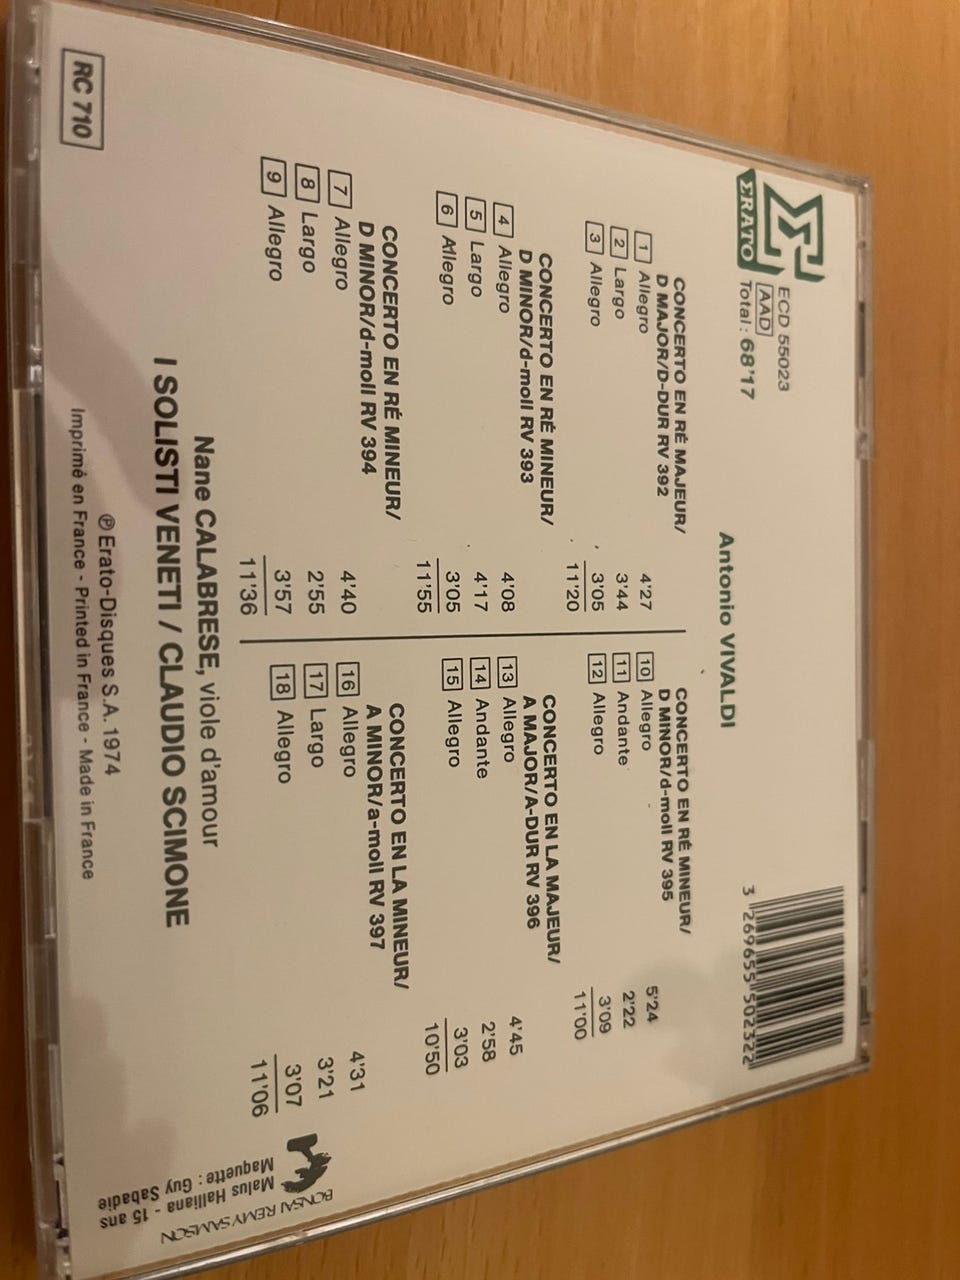 ERATO
ECD 55023
AAD
Total : 68'17
Antonio VIVALDI
3 269655 502322
CONCERTO EN RÉ MAJEUR/
D MAJOR/D-DUR RV 392
1 Allegro 4'27
2 Largo 3'44
3 Allegro 3'05
11'20
CONCERTO EN RÉ MINEUR/
D MINOR/d-moll RV 393
4 Allegro 4'08
5 Largo 4'17
6 Allegro 3'05
11'55
CONCERTO EN RÉ MINEUR/
D MINOR/d-moll RV 394
7 Allegro 4'40
8 Largo 2'55
9 Allegro 3'57
11'36
CONCERTO EN RÉ MINEUR/
D MINOR/d-moll RV 395
10 Allegro 5'24
11 Andante 2'22
12 Allegro 3'09
11'00
CONCERTO EN LA MAJEUR/
A MAJOR/A-DUR RV 396
13 Allegro 4'45
14 Andante 2'58
15 Allegro 3'03
10'50
CONCERTO EN LA MINEUR/
A MINOR/a-moll RV 397
16 Allegro 4'31
17 Largo 3'21
18 Allegro 3'07
11'06
Nane CALABRESE, viole d'amour
I SOLISTI VENETI / CLAUDIO SCIMONE
℗ Erato-Disques S.A. 1974
Imprimé en France - Printed in France - Made in France
RC 710
BONSAI REMY SAMSON
Malus Halliana - 15 ans
Maquette : Guy Sabadie